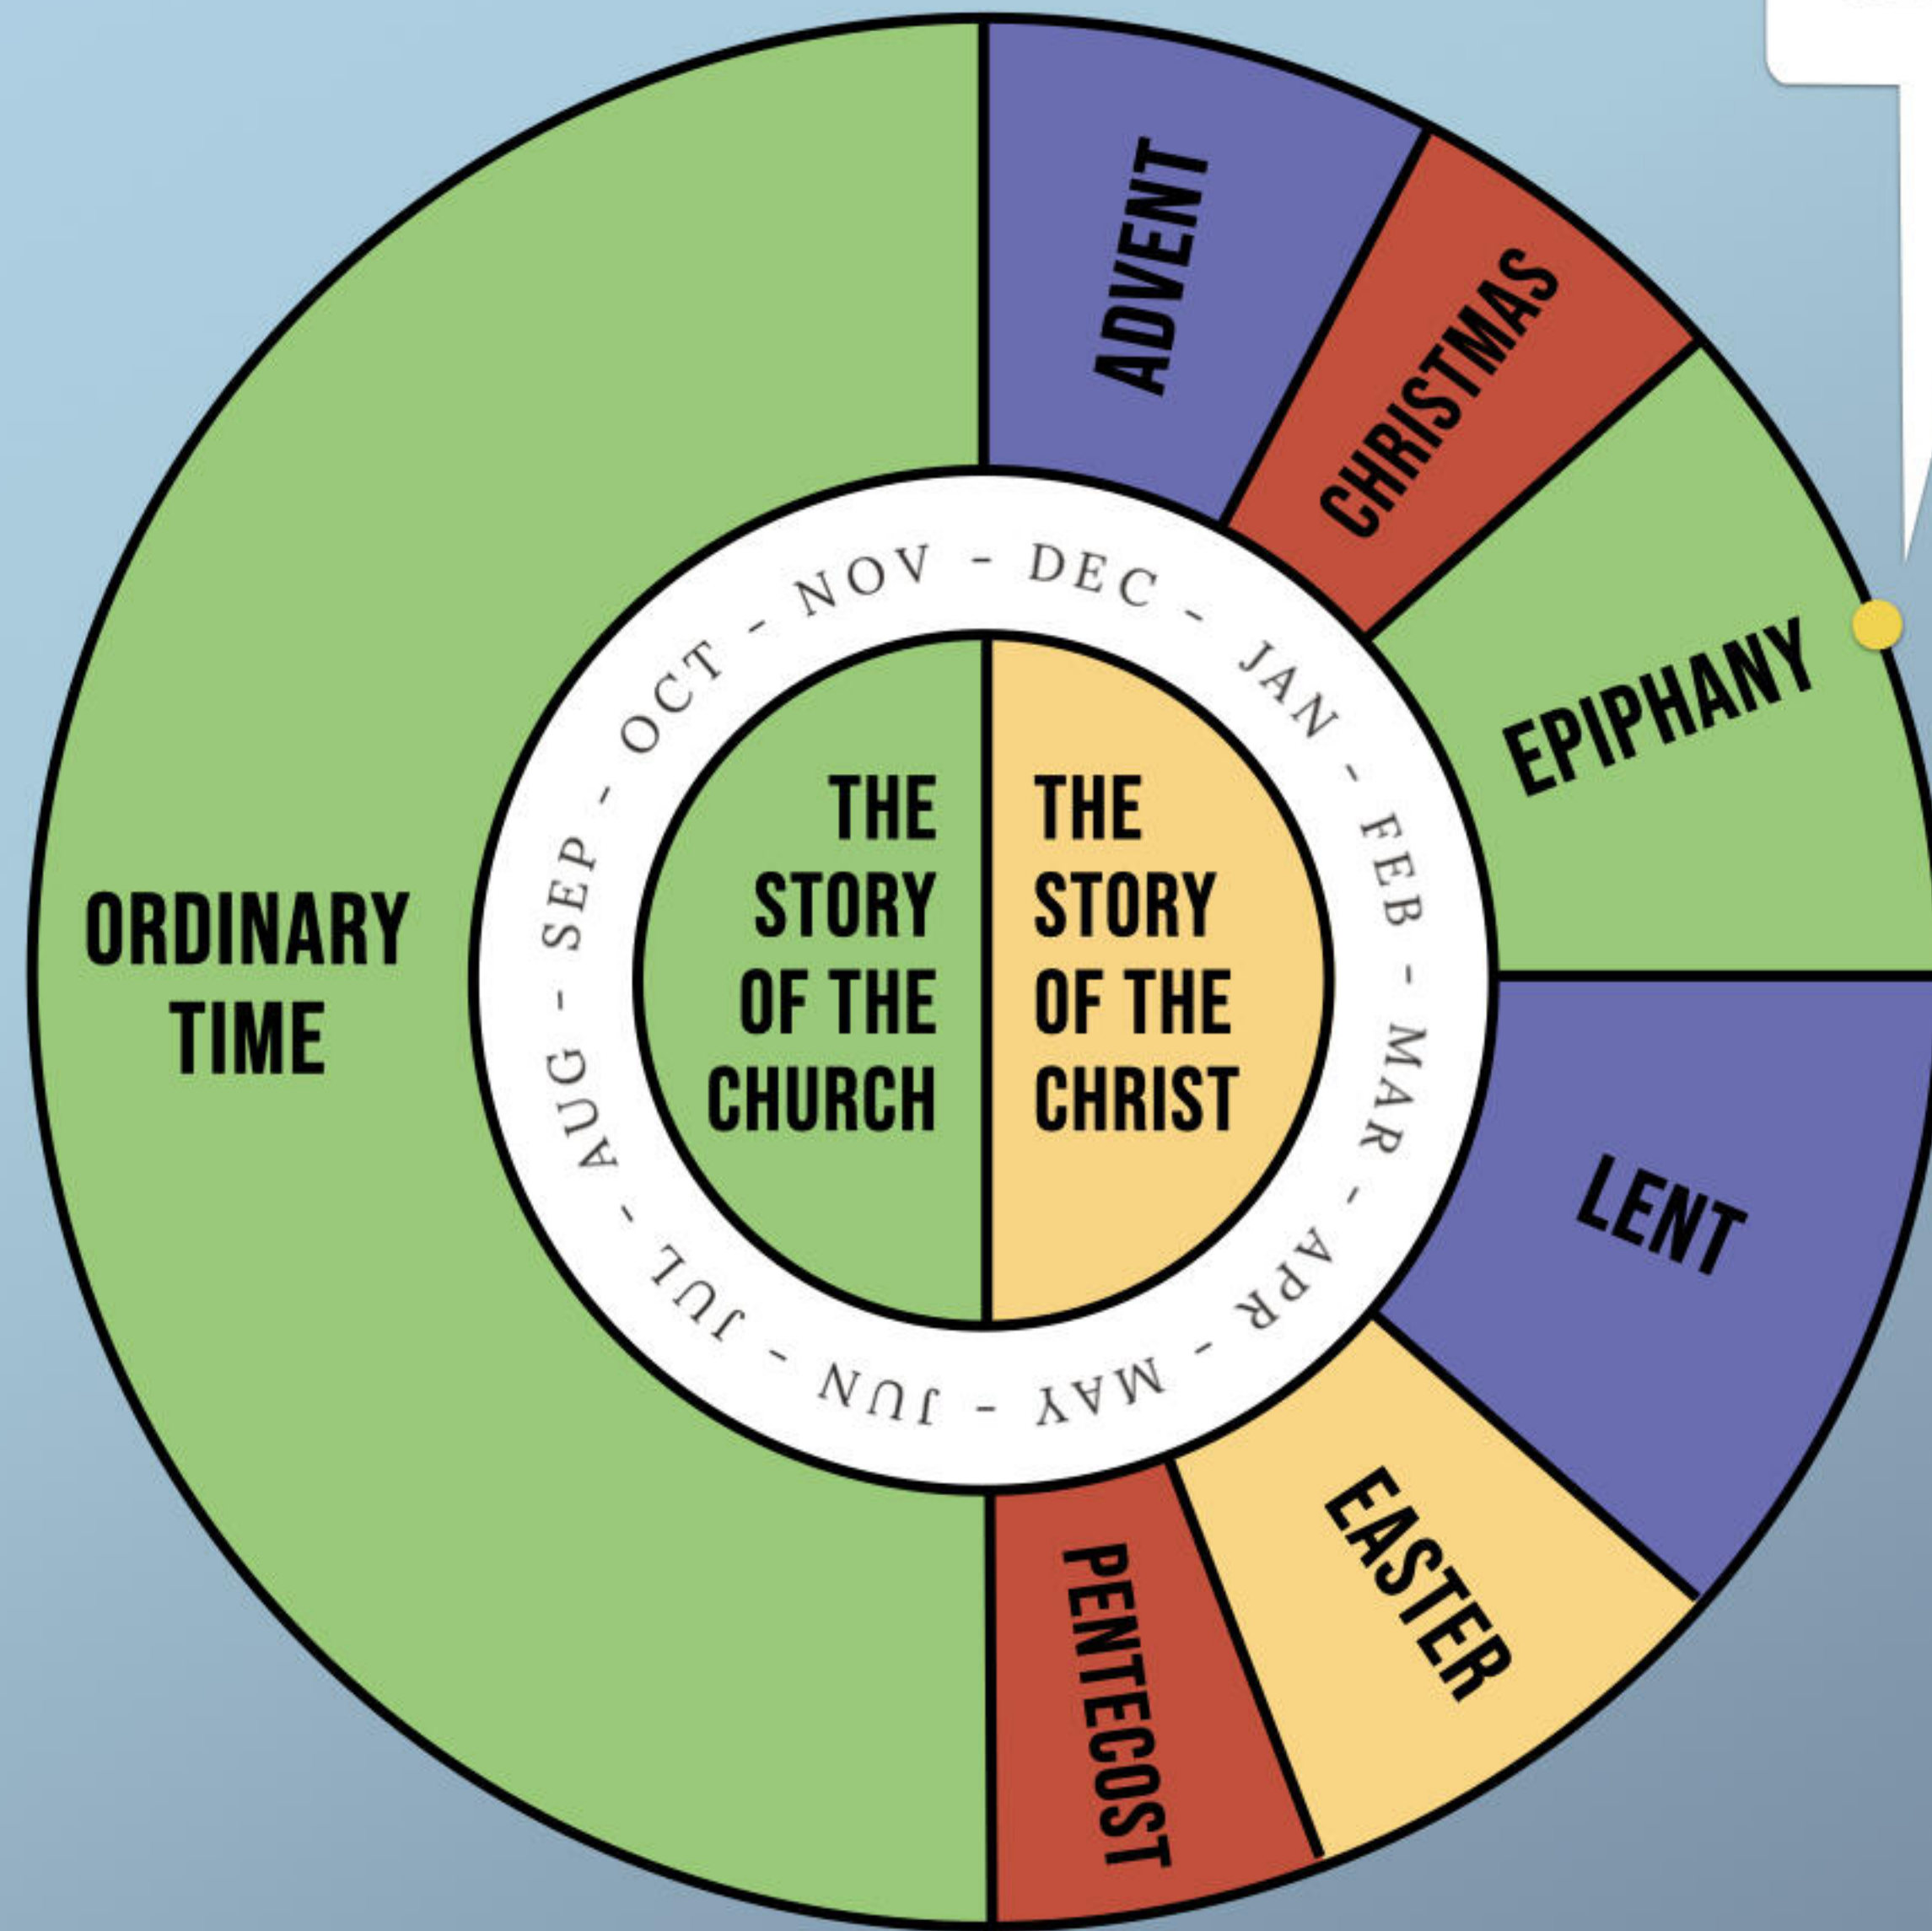 ADVENT
CHRISTMAS
EPIPHANY
LENT
EASTER
PENTECOST
ORDINARY
TIME
DEC - JAN - FEB - MAR - APR - MAY - JUN - JUL - AUG - SEP - OCT - NOV -
THE
STORY
OF THE
CHURCH
THE
STORY
OF THE
CHRIST